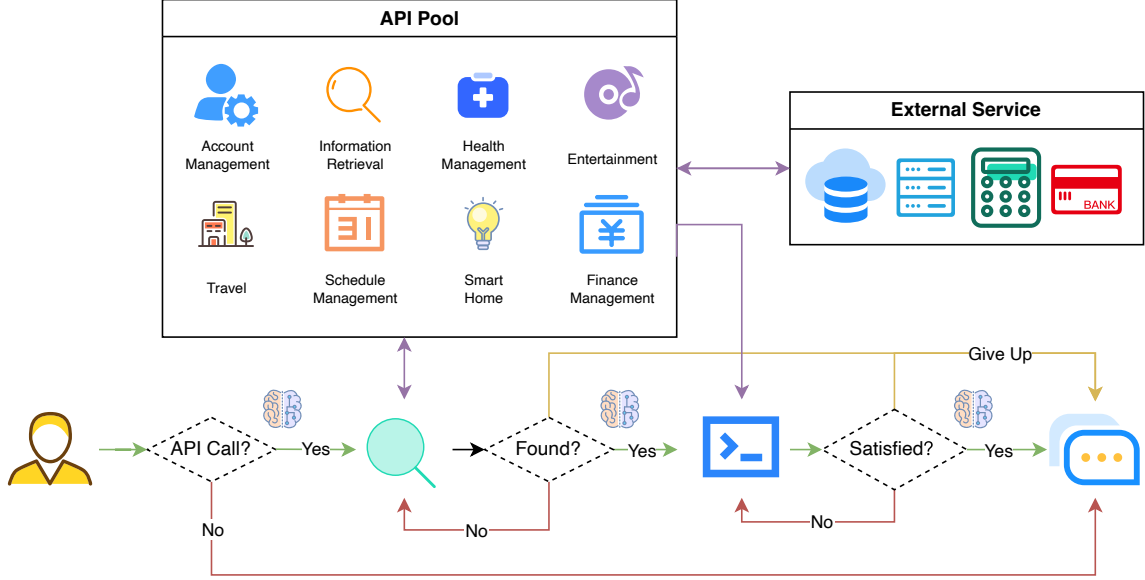 API Pool
Account
Management
Information
Retrieval
Health
Management
Entertainment
Travel
31
Schedule
Management
Smart
Home
¥
Finance
Management
External Service
BANK
Give Up
API Call?
Yes
Found?
Yes
Satisfied?
Yes
No
No
No